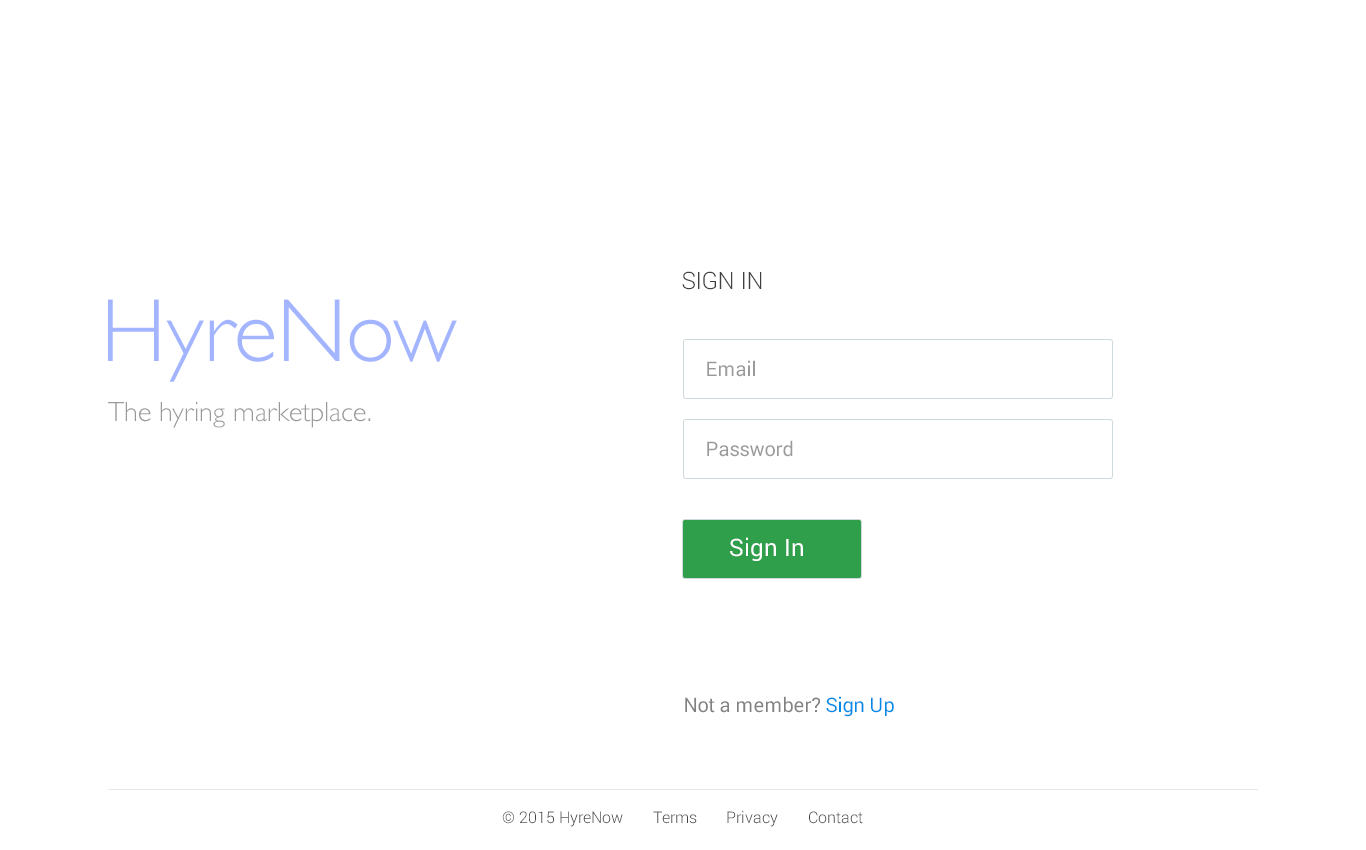 HyreNow
The hyring marketplace.
SIGN IN
Email
Password
Sign In
Not a member? Sign Up
© 2015 HyreNow Terms Privacy Contact